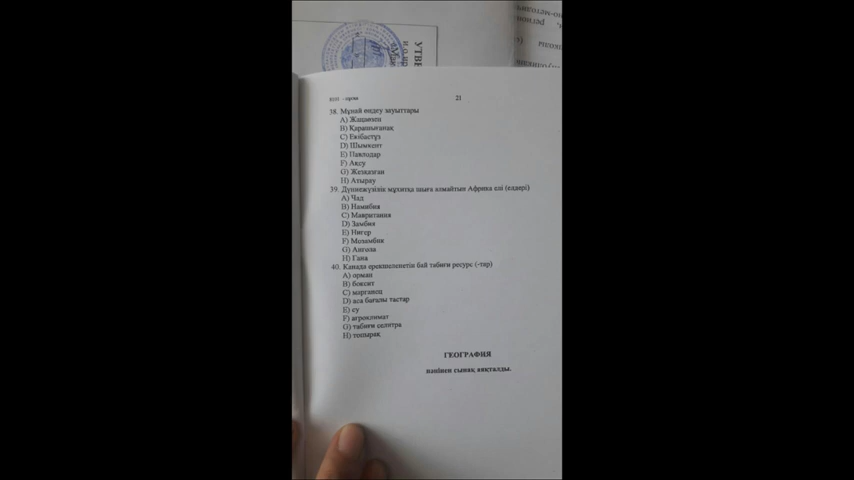 21
38. Мұнай өңдеу зауыттары
A) Жаңаөзен
B) Қарашығанақ
C) Екібастұз
D) Шымкент
E) Павлодар
F) Ақсу
G) Жезқазған
H) Атырау
39. Дүниежүзілік мұхитқа шыға алмайтын Африка елі (елдері)
A) Чад
B) Намибия
C) Мавритания
D) Замбия
E) Нигер
F) Мозамбик
G) Ангола
H) Гана
40. Канада ерекшеленетін бай табиғи ресурс (-тар)
A) орман
B) боксит
C) марганец
D) аса бағалы тастар
E) су
F) агроклимат
G) табиғи селитра
H) топырақ
ГЕОГРАФИЯ
пәнінен сынақ аяқталды.